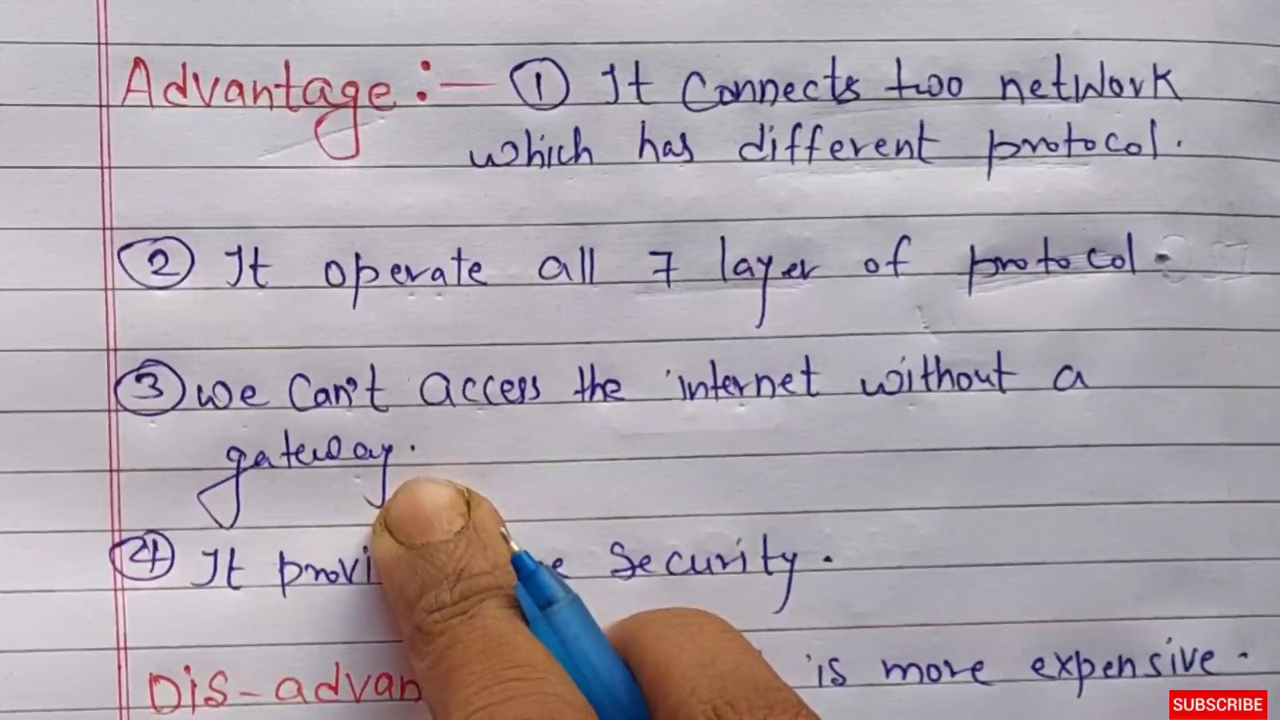 Advantage:- ① It Connects two network
which has different protocol.
② It operate all 7 layer of protocol.
③ we Can't access the internet without a
gateway.
④ It provi e Security.
Dis-advan is more expensive.
SUBSCRIBE